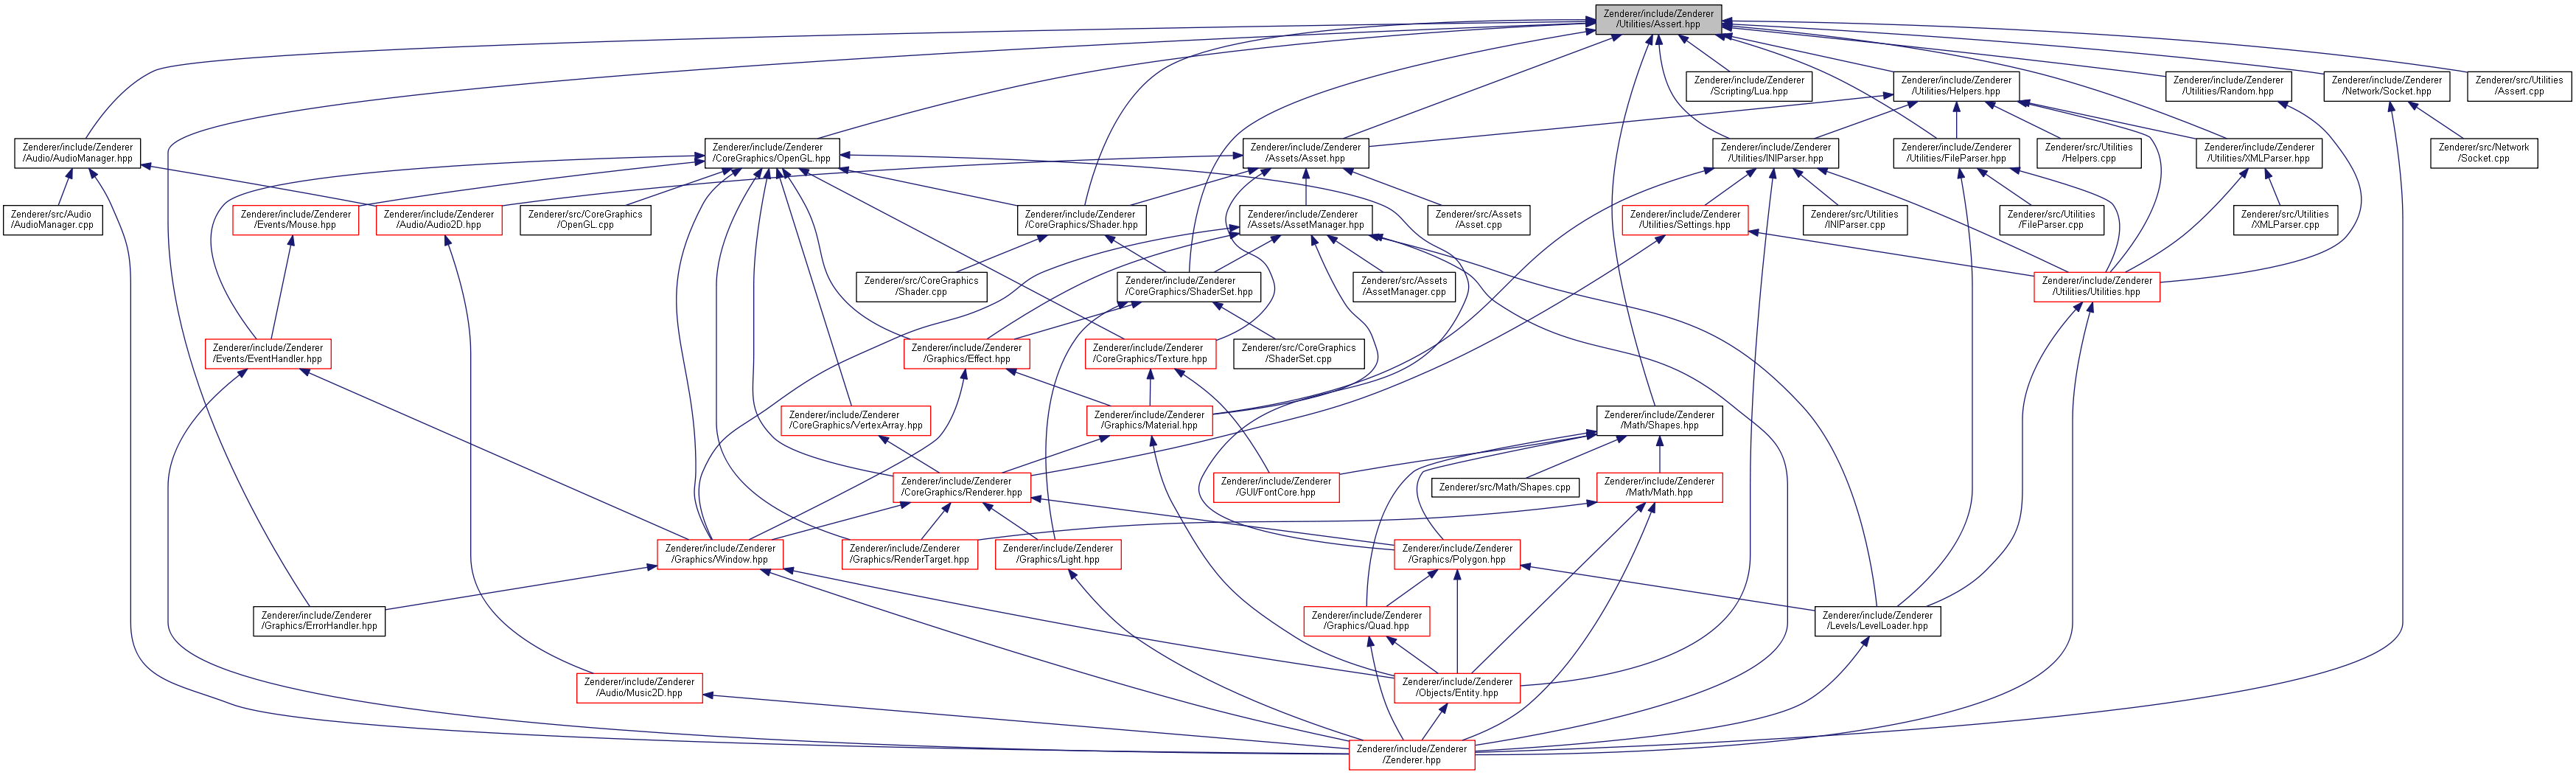 Zenderer/include/Zenderer
/Utilities/Assert.hpp
Zenderer/include/Zenderer
/Scripting/Lua.hpp
Zenderer/include/Zenderer
/Utilities/Helpers.hpp
Zenderer/include/Zenderer
/Utilities/Random.hpp
Zenderer/include/Zenderer
/Network/Socket.hpp
Zenderer/src/Utilities
/Assert.cpp
Zenderer/include/Zenderer
/Audio/AudioManager.hpp
Zenderer/include/Zenderer
/CoreGraphics/OpenGL.hpp
Zenderer/include/Zenderer
/Assets/Asset.hpp
Zenderer/include/Zenderer
/Utilities/INIParser.hpp
Zenderer/include/Zenderer
/Utilities/FileParser.hpp
Zenderer/src/Utilities
/Helpers.cpp
Zenderer/include/Zenderer
/Utilities/XMLParser.hpp
Zenderer/src/Network
/Socket.cpp
Zenderer/src/Audio
/AudioManager.cpp
Zenderer/include/Zenderer
/Events/Mouse.hpp
Zenderer/include/Zenderer
/Audio/Audio2D.hpp
Zenderer/src/CoreGraphics
/OpenGL.cpp
Zenderer/include/Zenderer
/CoreGraphics/Shader.hpp
Zenderer/include/Zenderer
/Assets/AssetManager.hpp
Zenderer/src/Assets
/Asset.cpp
Zenderer/include/Zenderer
/Utilities/Settings.hpp
Zenderer/src/Utilities
/INIParser.cpp
Zenderer/src/Utilities
/FileParser.cpp
Zenderer/src/Utilities
/XMLParser.cpp
Zenderer/src/CoreGraphics
/Shader.cpp
Zenderer/include/Zenderer
/CoreGraphics/ShaderSet.hpp
Zenderer/src/Assets
/AssetManager.cpp
Zenderer/include/Zenderer
/Utilities/Utilities.hpp
Zenderer/include/Zenderer
/Events/EventHandler.hpp
Zenderer/include/Zenderer
/Graphics/Effect.hpp
Zenderer/include/Zenderer
/CoreGraphics/Texture.hpp
Zenderer/src/CoreGraphics
/ShaderSet.cpp
Zenderer/include/Zenderer
/CoreGraphics/VertexArray.hpp
Zenderer/include/Zenderer
/Graphics/Material.hpp
Zenderer/include/Zenderer
/Math/Shapes.hpp
Zenderer/include/Zenderer
/CoreGraphics/Renderer.hpp
Zenderer/include/Zenderer
/GUI/FontCore.hpp
Zenderer/src/Math/Shapes.cpp
Zenderer/include/Zenderer
/Math/Math.hpp
Zenderer/include/Zenderer
/Graphics/Window.hpp
Zenderer/include/Zenderer
/Graphics/RenderTarget.hpp
Zenderer/include/Zenderer
/Graphics/Light.hpp
Zenderer/include/Zenderer
/Graphics/Polygon.hpp
Zenderer/include/Zenderer
/Graphics/ErrorHandler.hpp
Zenderer/include/Zenderer
/Graphics/Quad.hpp
Zenderer/include/Zenderer
/Levels/LevelLoader.hpp
Zenderer/include/Zenderer
/Audio/Music2D.hpp
Zenderer/include/Zenderer
/Objects/Entity.hpp
Zenderer/include/Zenderer
/Zenderer.hpp